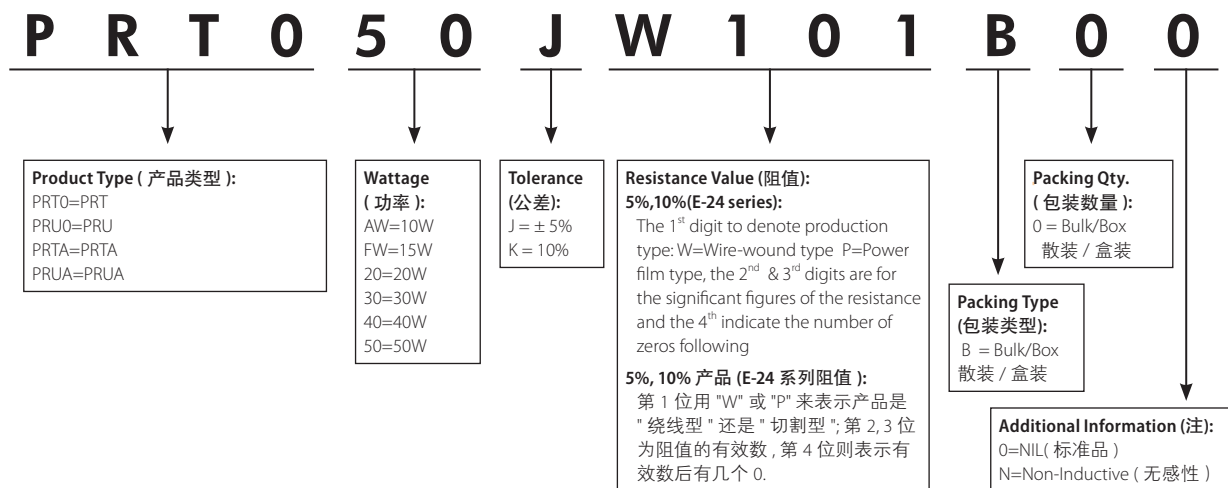 P R T 0 5 0 J W 1 0 1 B 0 0
Product Type ( 产品类型 ):
PRT0=PRT
PRU0=PRU
PRTA=PRTA
PRUA=PRUA
Wattage
( 功率 ):
AW=10W
FW=15W
20=20W
30=30W
40=40W
50=50W
Tolerance
(公差):
J = ± 5%
K = 10%
Resistance Value (阻值):
5%,10%(E-24 series):
The 1st digit to denote production
type: W=Wire-wound type P=Power
film type, the 2nd & 3rd digits are for
the significant figures of the resistance
and the 4th indicate the number of
zeros following
5%, 10% 产品 (E-24 系列阻值 ):
第 1 位用 "W" 或 "P" 来表示产品是
" 绕线型 " 还是 " 切割型 "; 第 2, 3 位
为阻值的有效数 , 第 4 位则表示有
效数后有几个 0.
Packing Type
(包装类型):
B = Bulk/Box
散装 / 盒装
Packing Qty.
( 包装数量 ):
0 = Bulk/Box
散装 / 盒装
Additional Information (注):
0=NIL( 标准品 )
N=Non-Inductive ( 无感性 )